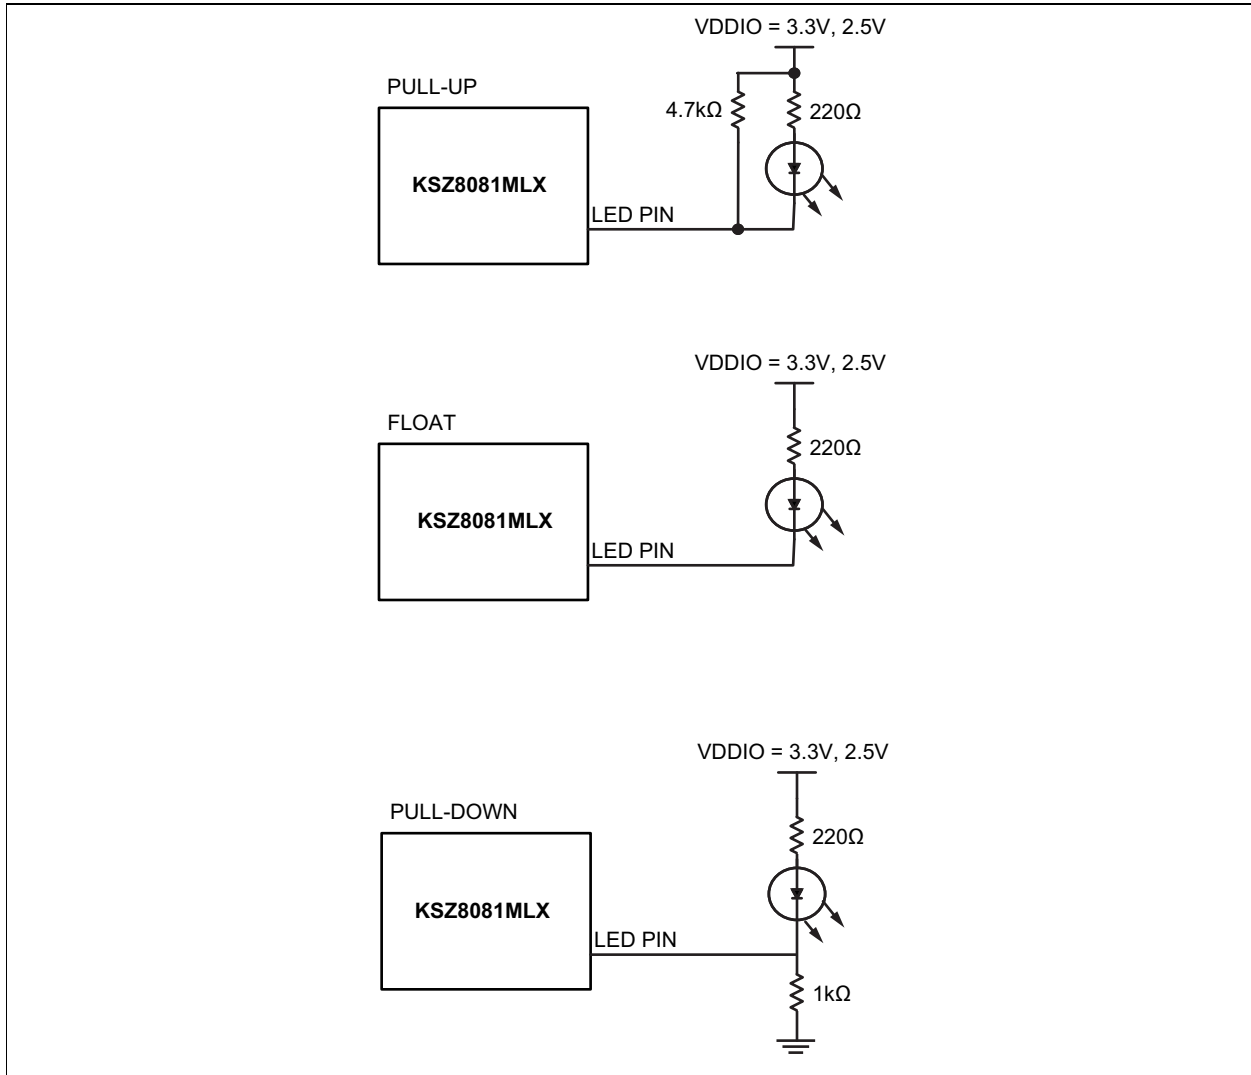 VDDIO = 3.3V, 2.5V
PULL-UP
4.7kΩ
220Ω
KSZ8081MLX
LED PIN
VDDIO = 3.3V, 2.5V
FLOAT
220Ω
KSZ8081MLX
LED PIN
VDDIO = 3.3V, 2.5V
PULL-DOWN
220Ω
KSZ8081MLX
LED PIN
1kΩ